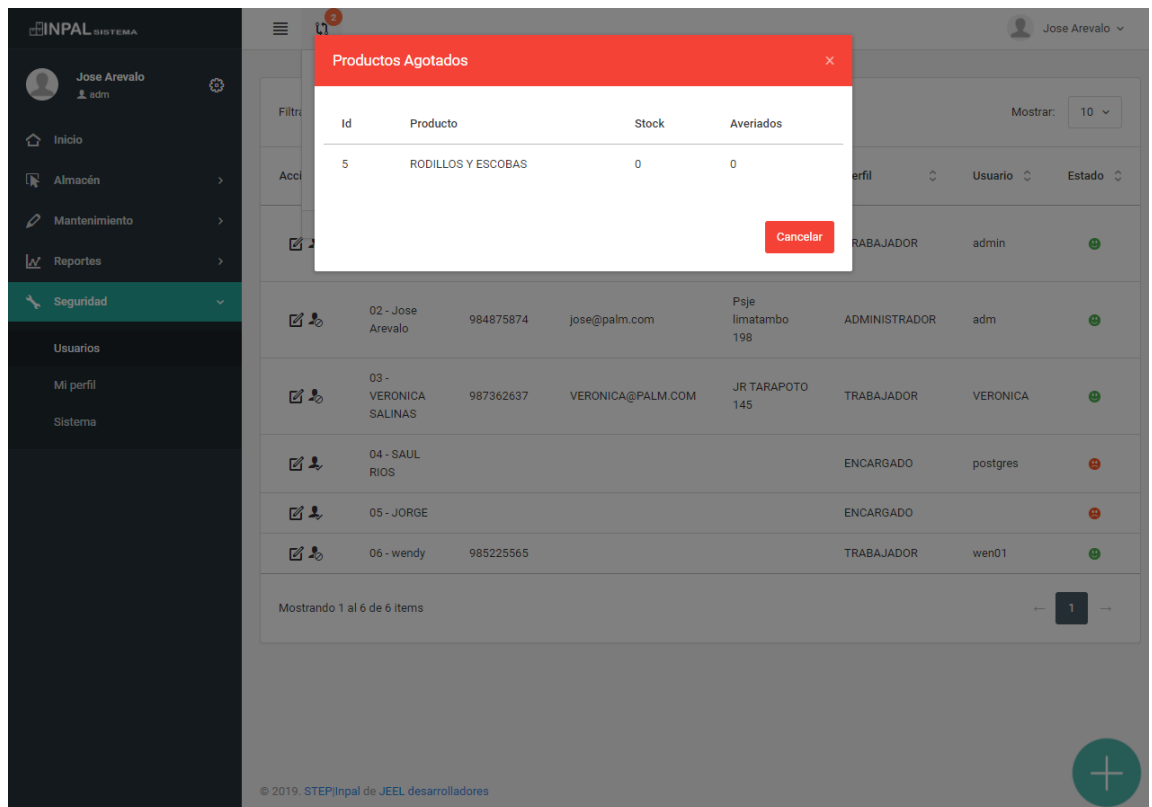 INPAL SISTEMA
2
Jose Arevalo
Jose Arevalo
adm
Inicio
Almacén
Mantenimiento
Reportes
Seguridad
Usuarios
Mi perfil
Sistema
Productos Agotados
×
Id Producto Stock Averiados
5 RODILLOS Y ESCOBAS 0 0
Cancelar
Mostrar: 10
Usuario Estado
admin
02 - Jose Arevalo 984875874 jose@palm.com Psje limatambo 198 ADMINISTRADOR adm
03 - VERONICA SALINAS 987362637 VERONICA@PALM.COM JR TARAPOTO 145 TRABAJADOR VERONICA
04 - SAUL RIOS ENCARGADO postgres
05 - JORGE ENCARGADO
06 - wendy 985225565 TRABAJADOR wen01
Mostrando 1 al 6 de 6 items
← 1 →
© 2019. STEP|Inpal de JEEL desarrolladores